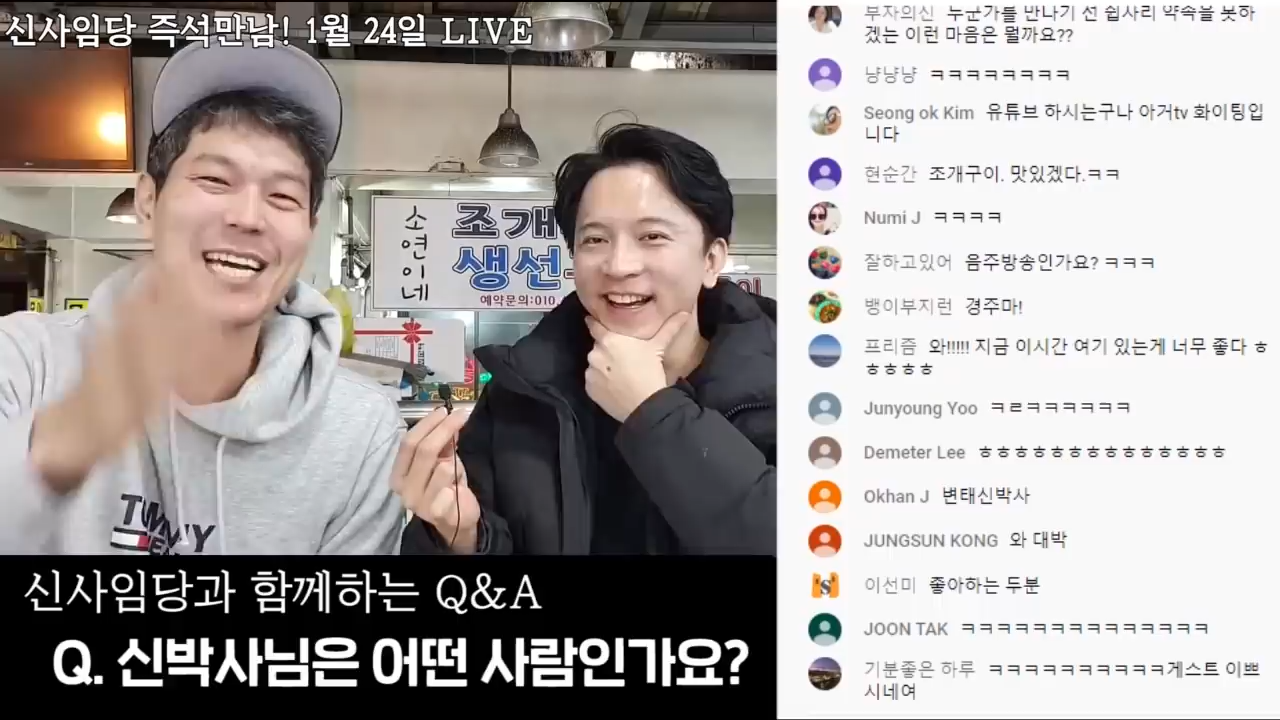 신사임당 즉석만남! 1월 24일 LIVE
소연이네
조개
생선
예약문의:010
TOMMY
신사임당과 함께하는 Q&A
Q. 신박사님은 어떤 사람인가요?
부자의신 누군가를 만나기 선 쉽사리 약속을 못하
겠는 이런 마음은 뭘까요??
냥냥냥 ㅋㅋㅋㅋㅋㅋㅋㅋ
Seong ok Kim 유튜브 하시는구나 아거tv 화이팅입
니다
현순간 조개구이. 맛있겠다.ㅋㅋ
Numi J ㅋㅋㅋㅋ
잘하고있어 음주방송인가요? ㅋㅋㅋ
뱅이부지런 경주마!
프리즘 와!!!!! 지금 이시간 여기 있는게 너무 좋다 ㅎ
ㅎㅎㅎㅎ
Junyoung Yoo ㅋㄹㅋㅋㅋㅋㅋㅋ
Demeter Lee ㅎㅎㅎㅎㅎㅎㅎㅎㅎㅎㅎㅎㅎㅎ
Okhan J 변태신박사
JUNGSUN KONG 와 대박
이선미 좋아하는 두분
JOON TAK ㅋㅋㅋㅋㅋㅋㅋㅋㅋㅋㅋㅋㅋㅋ
기분좋은 하루 ㅋㅋㅋㅋㅋㅋㅋㅋㅋㅋ게스트 이쁘
시네여